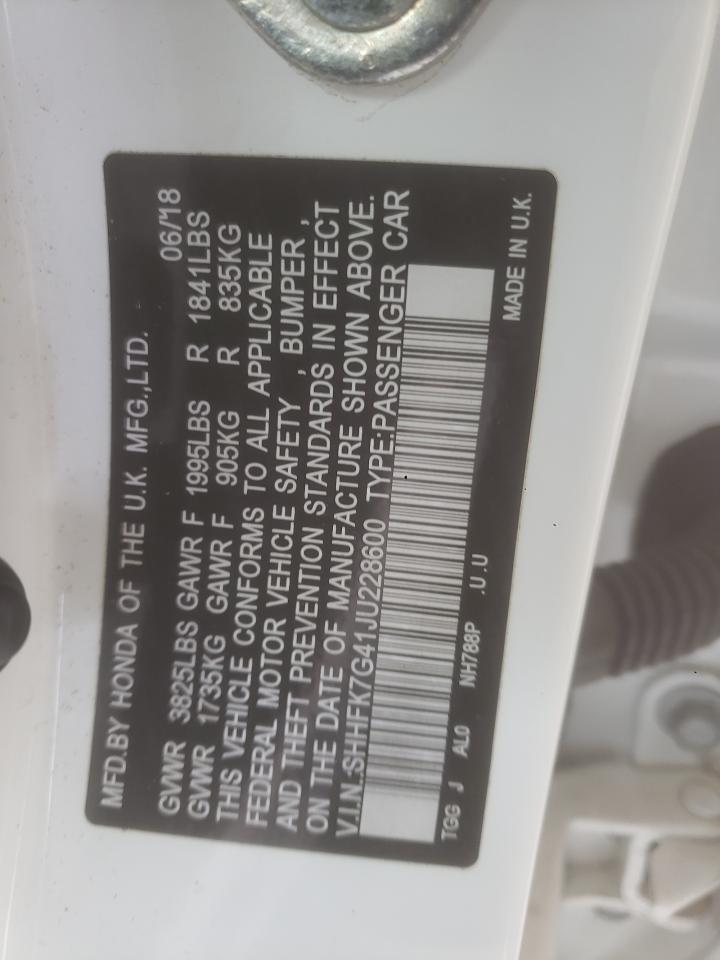 MFD.BY HONDA OF THE U.K. MFG.,LTD. 06/18
GVWR 3825LBS GAWR F 1995LBS R 1841LBS
GVWR 1735KG GAWR F 905KG R 835KG
THIS VEHICLE CONFORMS TO ALL APPLICABLE
FEDERAL MOTOR VEHICLE SAFETY , BUMPER ,
AND THEFT PREVENTION STANDARDS IN EFFECT
ON THE DATE OF MANUFACTURE SHOWN ABOVE.
V.I.N.:SHHFK7G41JU228600 TYPE:PASSENGER CAR
TGG J AL0 NH788P .U.U MADE IN U.K.